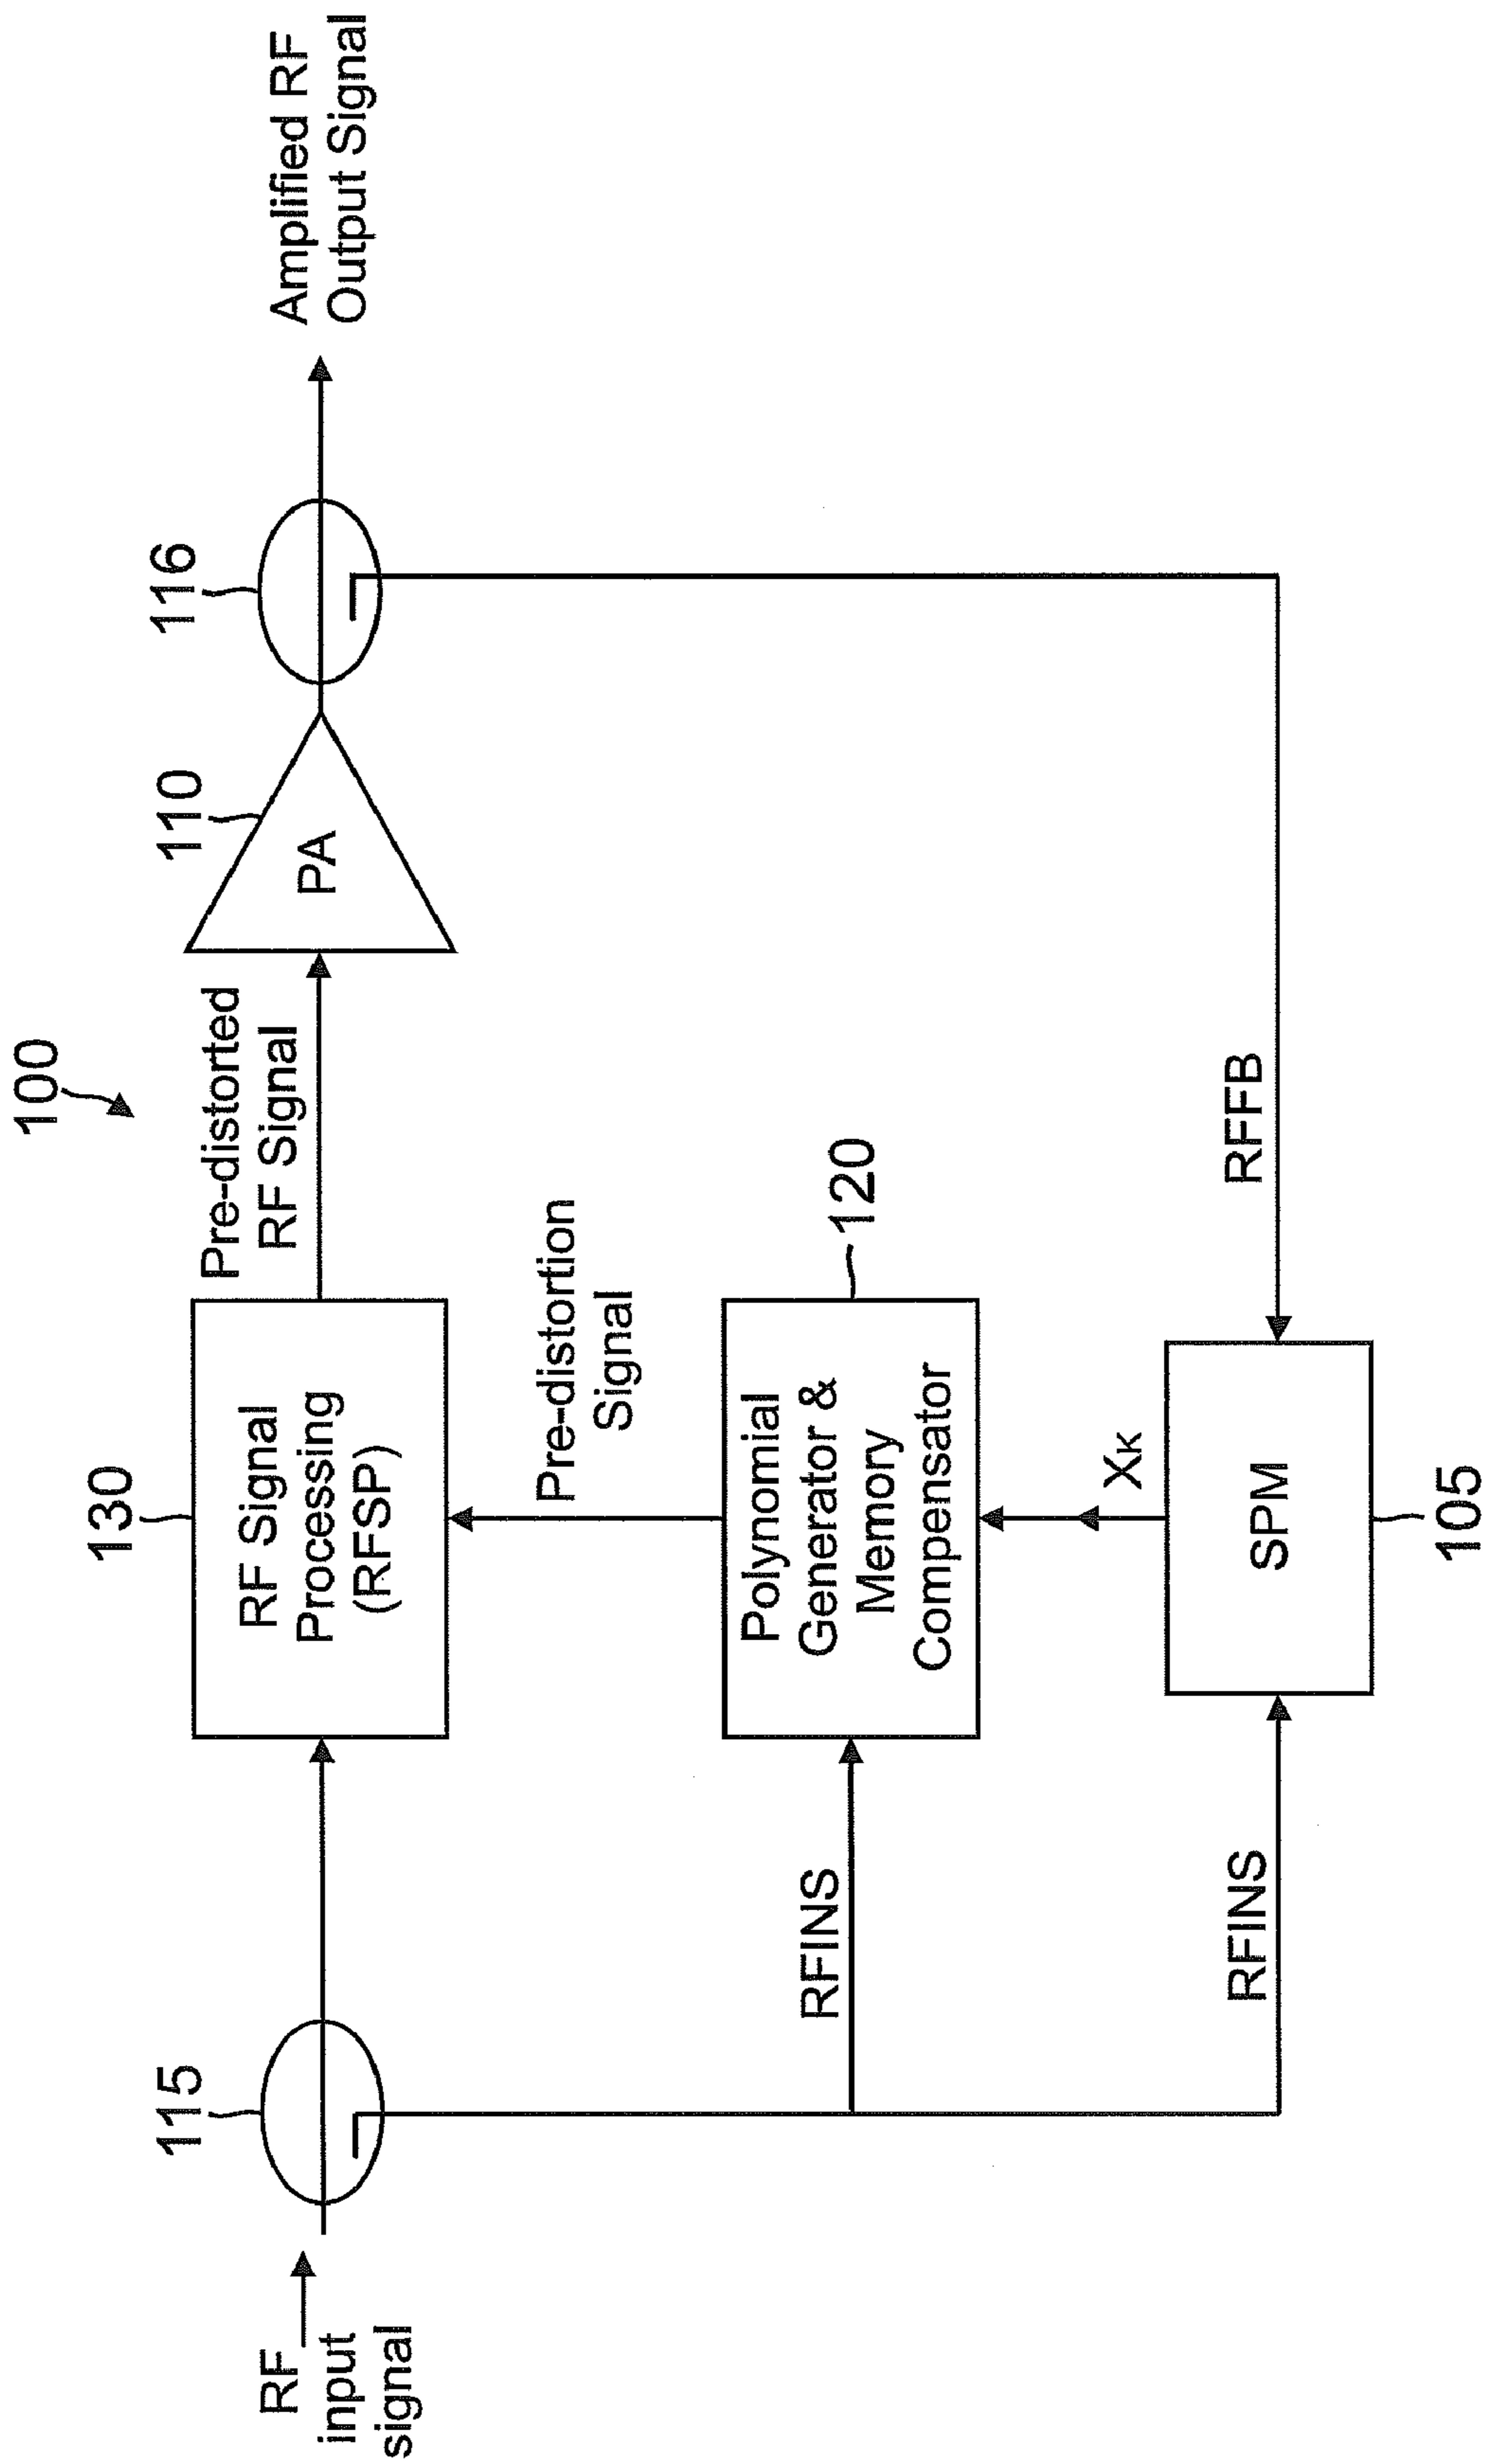 100
RF
input
signal
115
130
RF Signal
Processing
(RFSP)
Pre-distorted
RF Signal
110
PA
116
Amplified RF
Output Signal
Pre-distortion
Signal
RFINS
Polynomial
Generator &
Memory
Compensator
120
XK
RFINS
SPM
105
RFFB